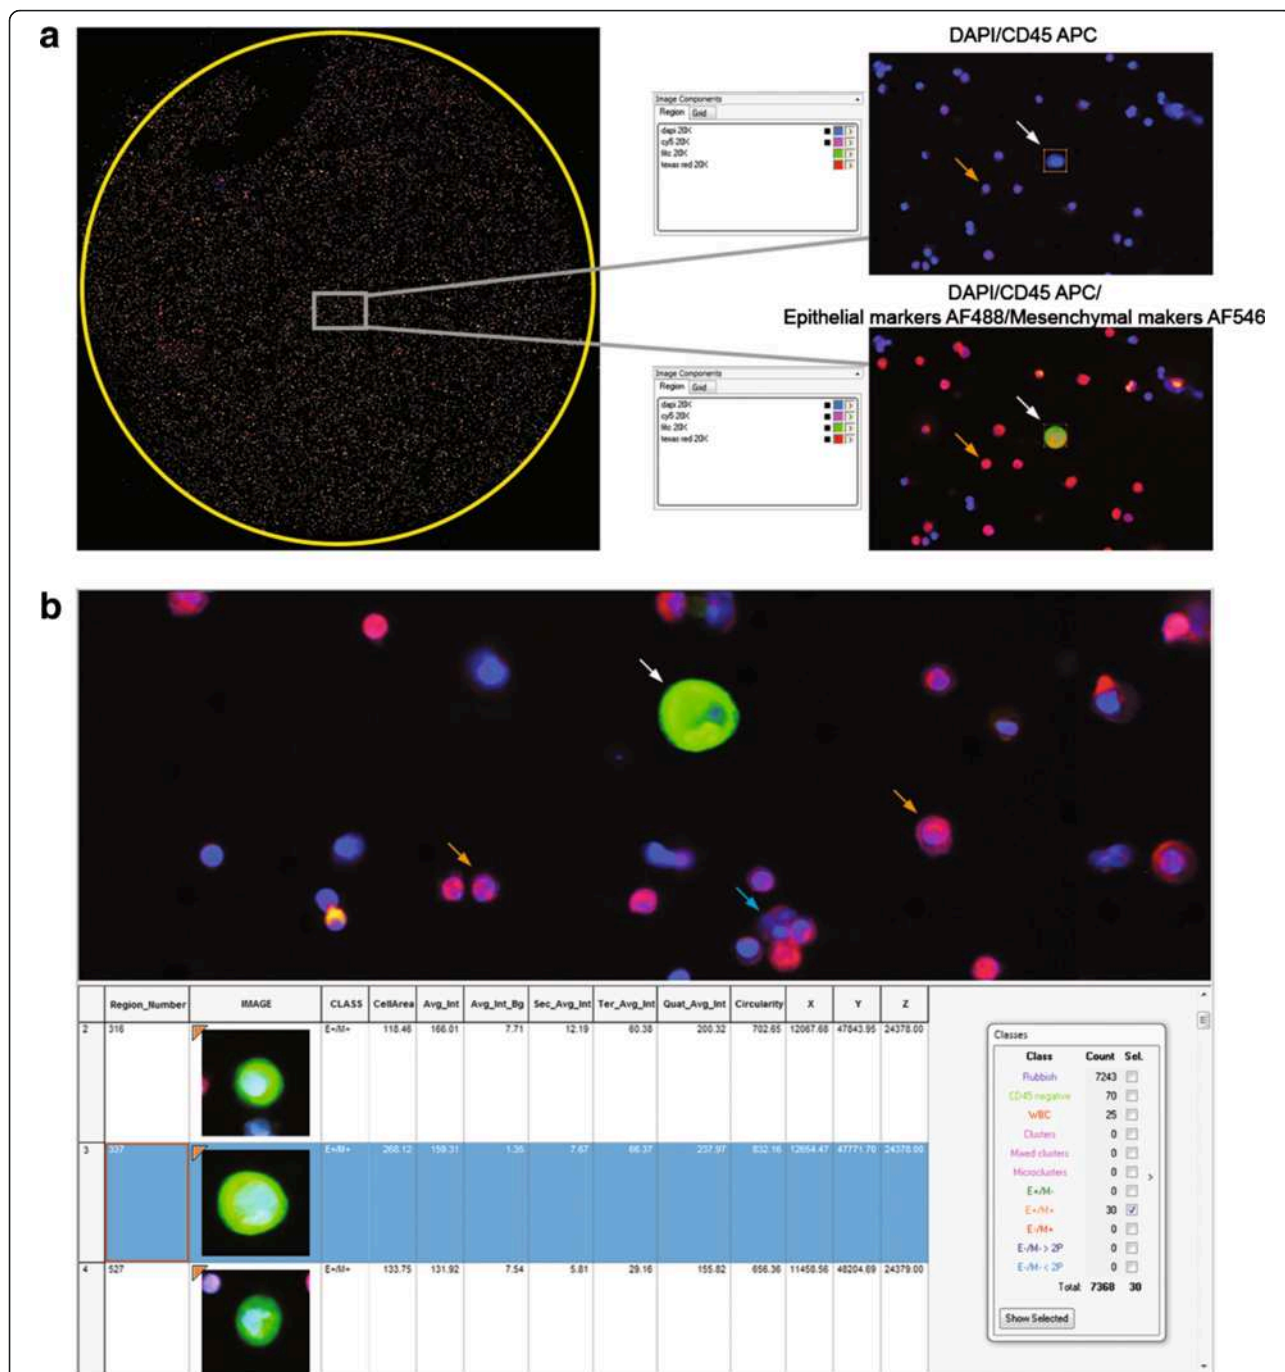 a
DAPI/CD45 APC
Image Components
Region Grid
dapi 20X
cy5 20X
fitc 20X
texas red 20X
DAPI/CD45 APC/
Epithelial markers AF488/Mesenchymal makers AF546
Image Components
Region Grid
dapi 20X
cy5 20X
fitc 20X
texas red 20X
b
Region_Number IMAGE CLASS CellArea Avg_Int Avg_Int_Bg Sec_Avg_Int Ter_Avg_Int Quat_Avg_Int Circularity X Y Z
2 316 E+/M+ 118.46 166.01 7.71 12.19 60.38 200.32 702.65 12067.68 47843.95 24378.00
3 337 E+/M+ 268.12 159.31 1.35 7.67 66.37 237.97 832.16 12654.47 47771.70 24378.00
4 527 E+/M+ 133.75 131.92 7.54 5.81 29.16 155.82 656.36 11458.56 48204.69 24379.00
Classes
Class Count Sel.
Rubbish 7243
CD45 negative 70
WBC 25
Clusters 0
Mixed clusters 0
Microclusters 0
E+/M- 0
E+/M+ 30
E-/M+ 0
E-/M- > 2P 0
E-/M- < 2P 0
Total: 7368 30
Show Selected